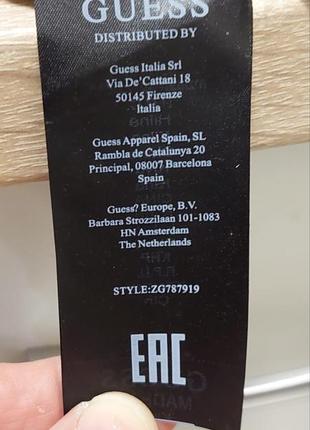 GUESS
DISTRIBUTED BY
Guess Italia Srl
Via De'Cattani 18
50145 Firenze
Italia
Guess Apparel Spain, SL
Rambla de Catalunya 20
Principal, 08007 Barcelona
Spain
Guess? Europe, B.V.
Barbara Strozzilaan 101-1083
HN Amsterdam
The Netherlands
STYLE:ZG787919
EAC